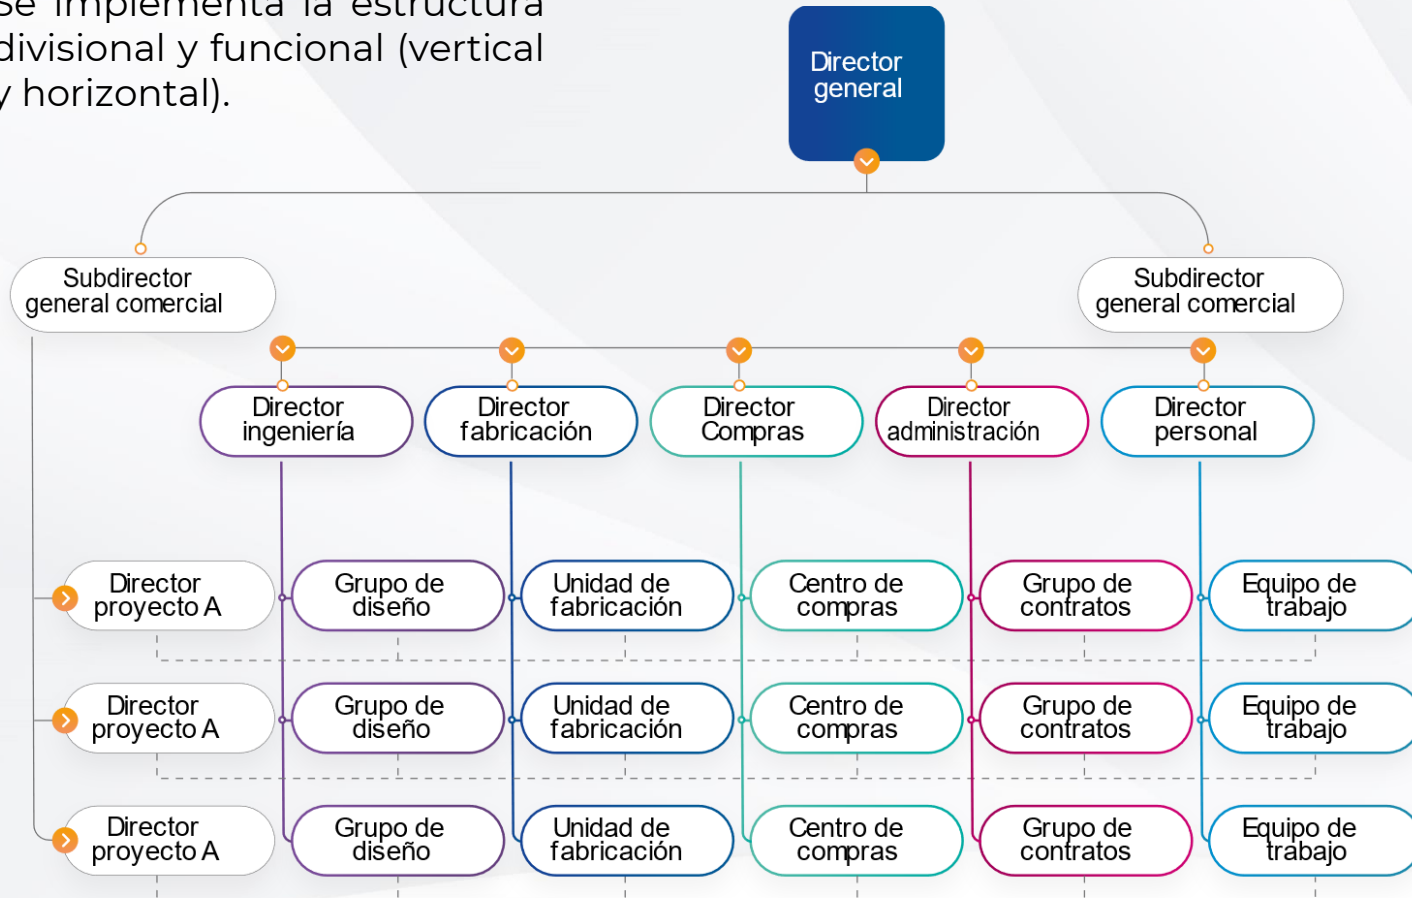 Se implementa la estructura
divisional y funcional (vertical
y horizontal).
Director
general
Subdirector
general comercial
Subdirector
general comercial
Director
ingeniería
Director
fabricación
Director
Compras
Director
administración
Director
personal
Director
proyecto A
Grupo de
diseño
Unidad de
fabricación
Centro de
compras
Grupo de
contratos
Equipo de
trabajo
Director
proyecto A
Grupo de
diseño
Unidad de
fabricación
Centro de
compras
Grupo de
contratos
Equipo de
trabajo
Director
proyecto A
Grupo de
diseño
Unidad de
fabricación
Centro de
compras
Grupo de
contratos
Equipo de
trabajo